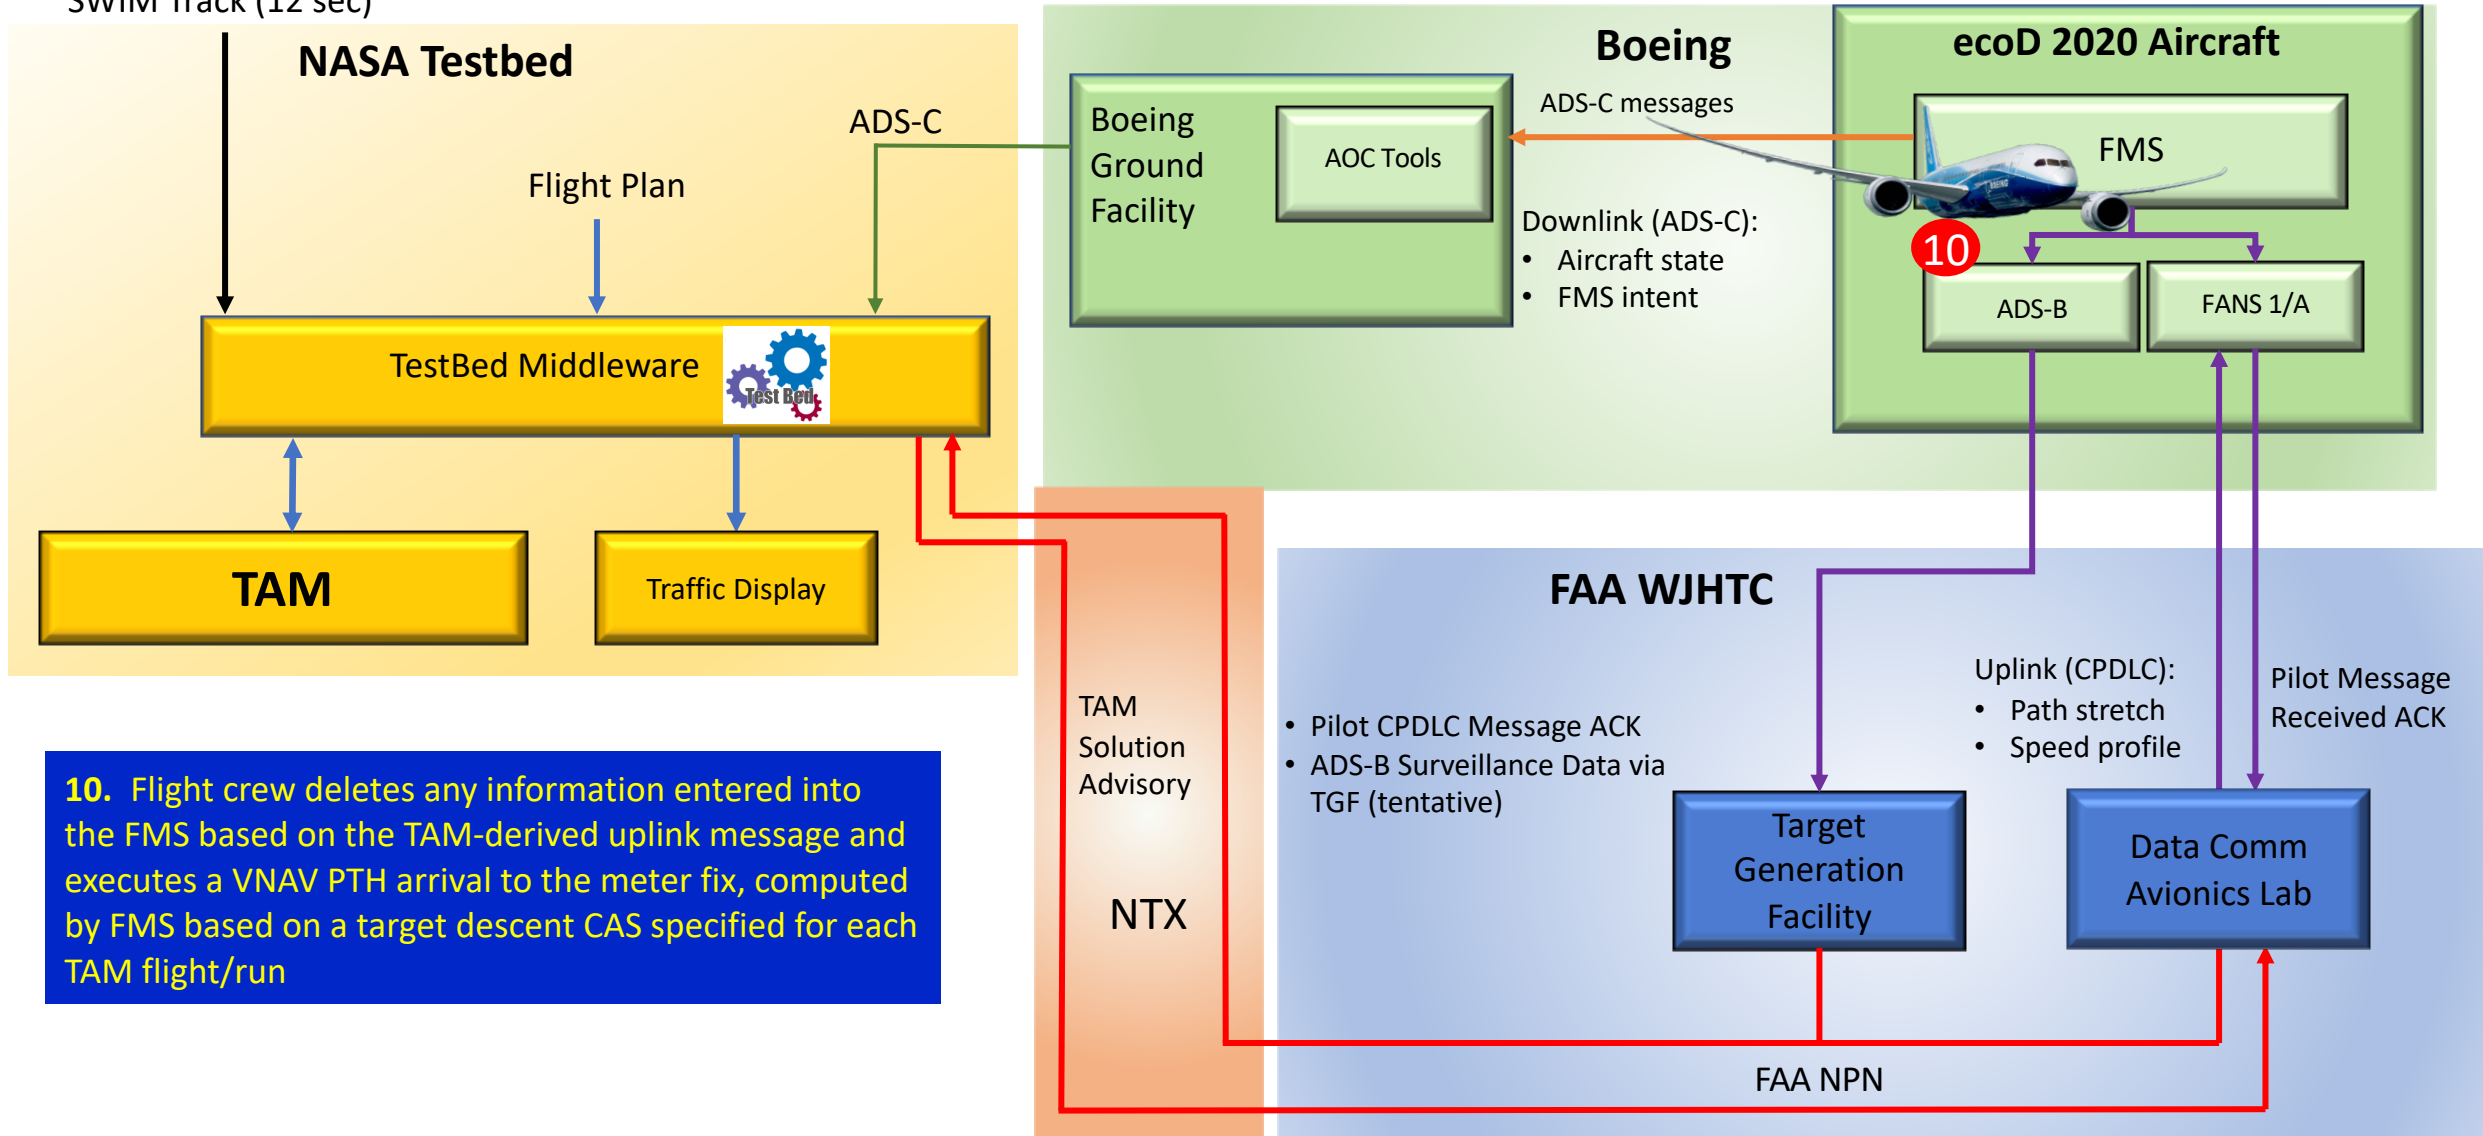 SWIM Track (12 sec)
NASA Testbed
ADS-C
Flight Plan
TestBed Middleware
Test Bed
TAM
Traffic Display
Boeing
ecoD 2020 Aircraft
Boeing
Ground
Facility
AOC Tools
ADS-C messages
FMS
BOEING
Downlink (ADS-C):
• Aircraft state
• FMS intent
10
ADS-B
FANS 1/A
TAM
Solution
Advisory
NTX
FAA WJHTC
• Pilot CPDLC Message ACK
• ADS-B Surveillance Data via
TGF (tentative)
Uplink (CPDLC):
• Path stretch
• Speed profile
Pilot Message
Received ACK
Target
Generation
Facility
Data Comm
Avionics Lab
FAA NPN
10. Flight crew deletes any information entered into
the FMS based on the TAM-derived uplink message and
executes a VNAV PTH arrival to the meter fix, computed
by FMS based on a target descent CAS specified for each
TAM flight/run